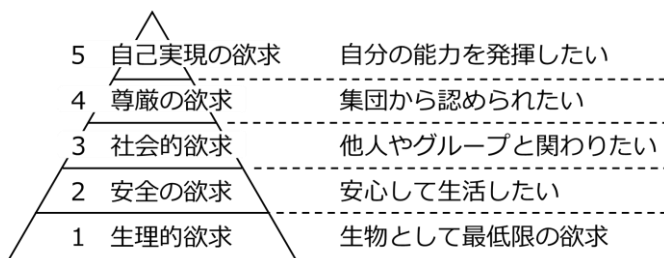 5 自己実現の欲求 自分の能力を発揮したい
4 尊厳の欲求 集団から認められたい
3 社会的欲求 他人やグループと関わりたい
2 安全の欲求 安心して生活したい
1 生理的欲求 生物として最低限の欲求